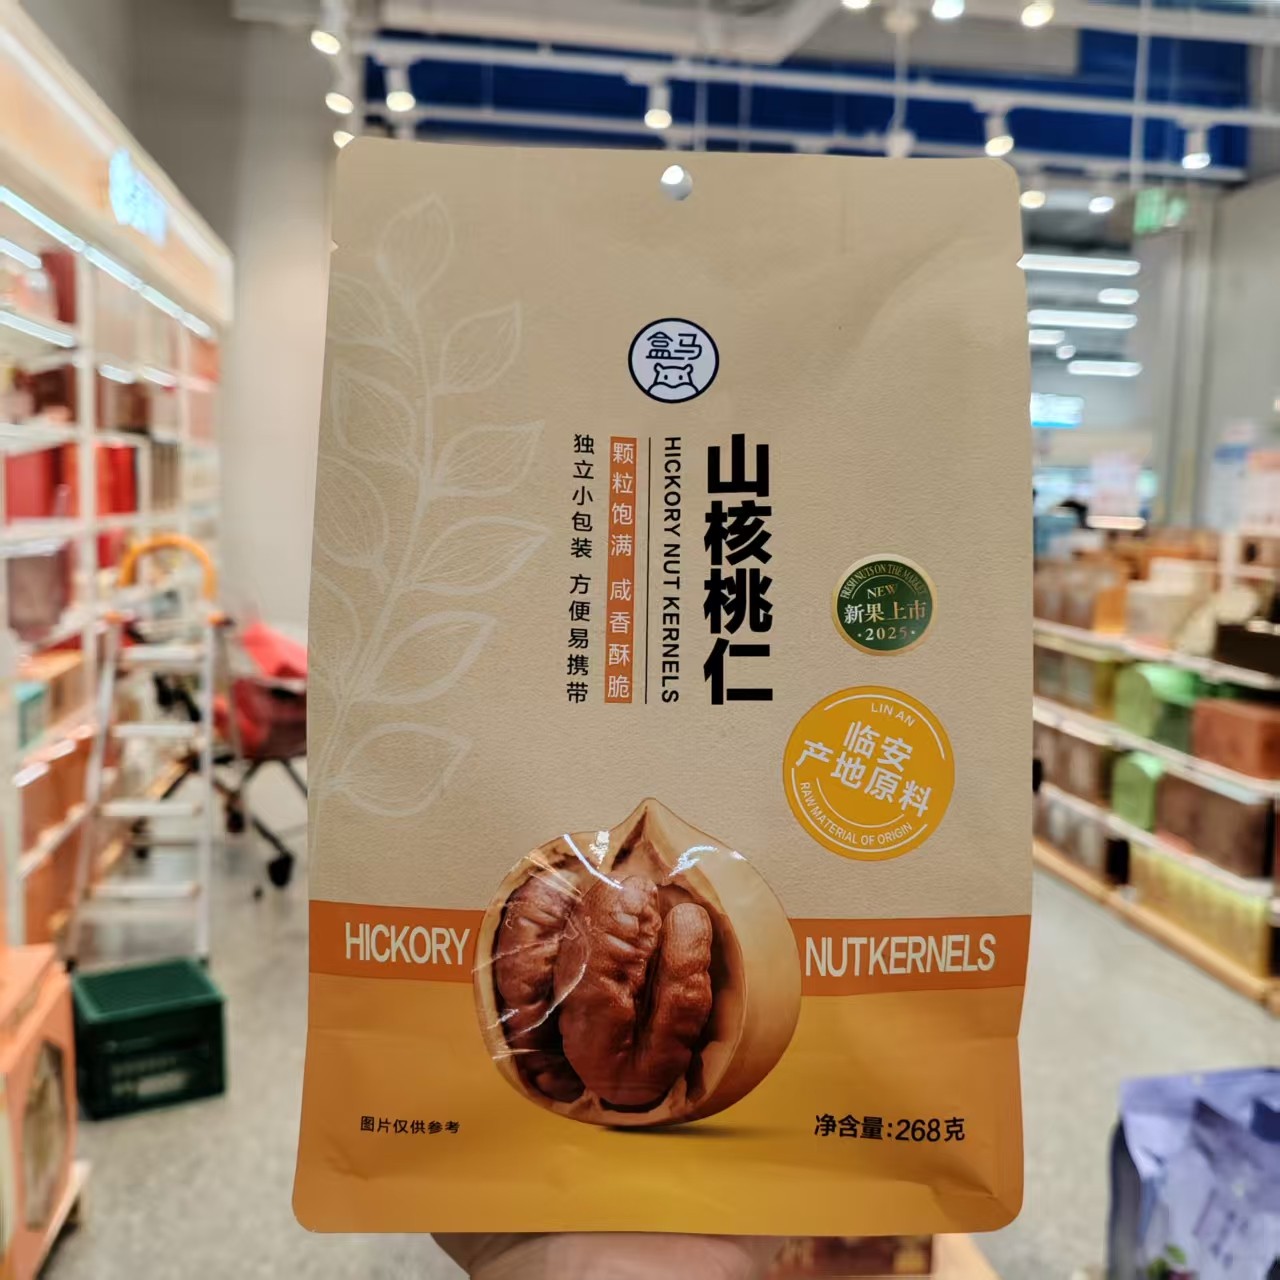 盒马
山核桃仁
HICKORY NUT KERNELS
颗粒饱满 咸香酥脆
独立小包装 方便易携带
FRESH NUTS ON THE MARKET
NEW
新果上市
·2025·
LIN AN
临安
产地原料
RAW MATERIAL OF ORIGIN
HICKORY NUTKERNELS
图片仅供参考
净含量:268克